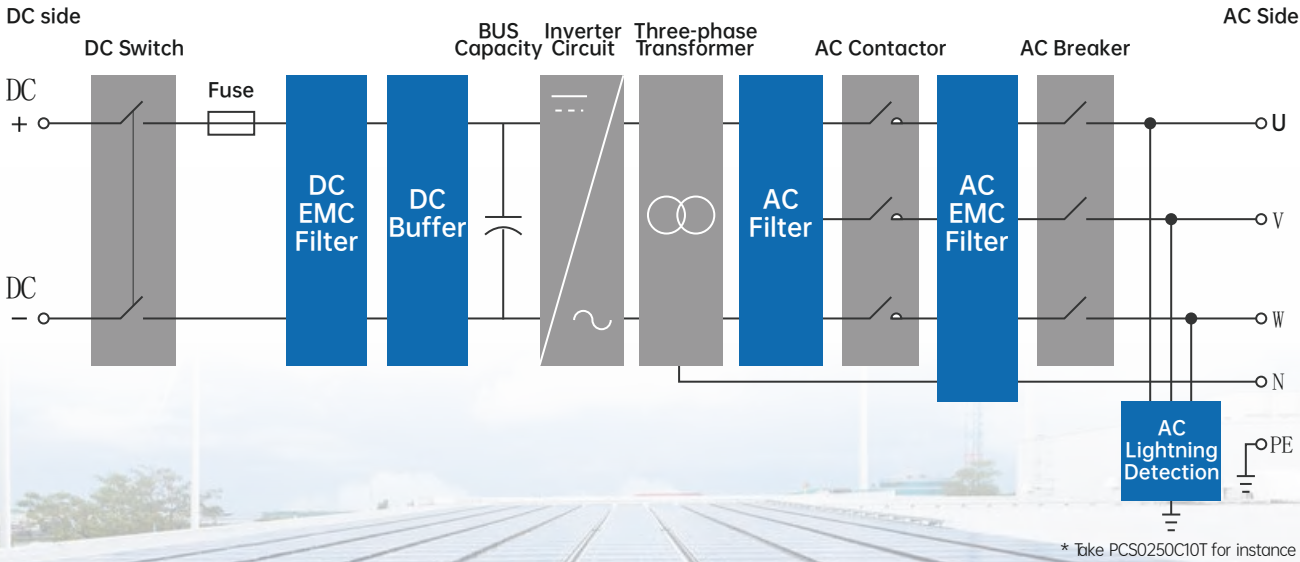 DC side
AC Side
DC Switch
BUS
Capacity
Inverter
Circuit
Three-phase
Transformer
AC Contactor
AC Breaker
DC
+
Fuse
U
DC
EMC
Filter
DC
Buffer
AC
Filter
AC
EMC
Filter
V
DC
−
W
N
AC
Lightning
Detection
PE
* Take PCS0250C10T for instance